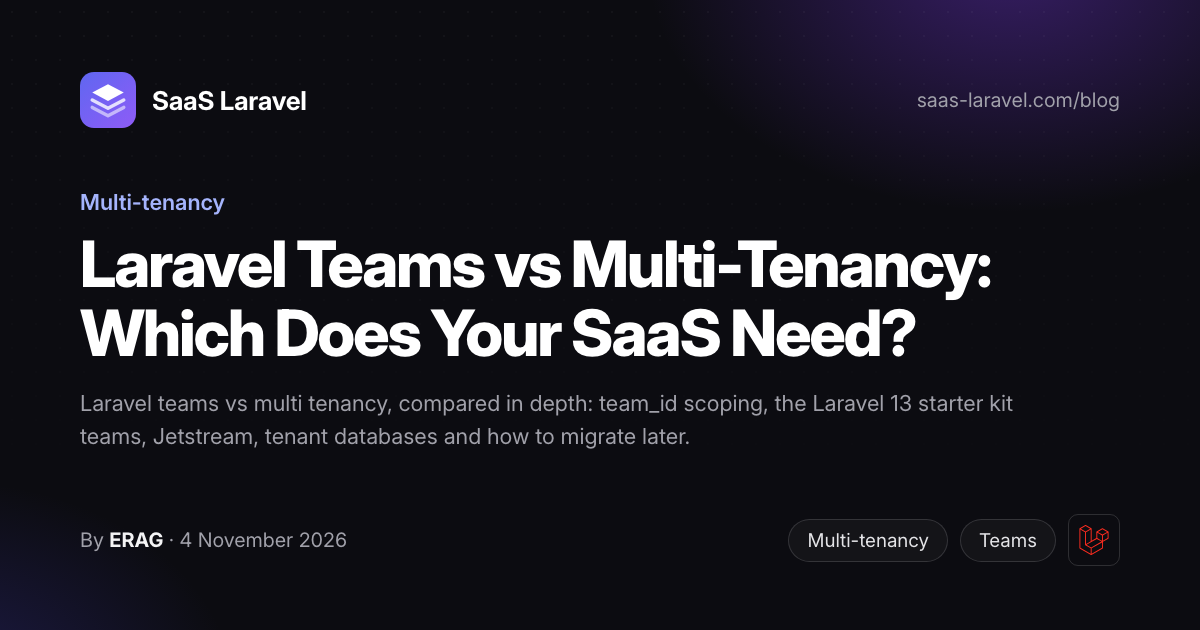 SaaS Laravel
saas-laravel.com/blog
Multi-tenancy
Laravel Teams vs Multi-Tenancy:
Which Does Your SaaS Need?
Laravel teams vs multi tenancy, compared in depth: team_id scoping, the Laravel 13 starter kit
teams, Jetstream, tenant databases and how to migrate later.
By ERAG · 4 November 2026
Multi-tenancy
Teams